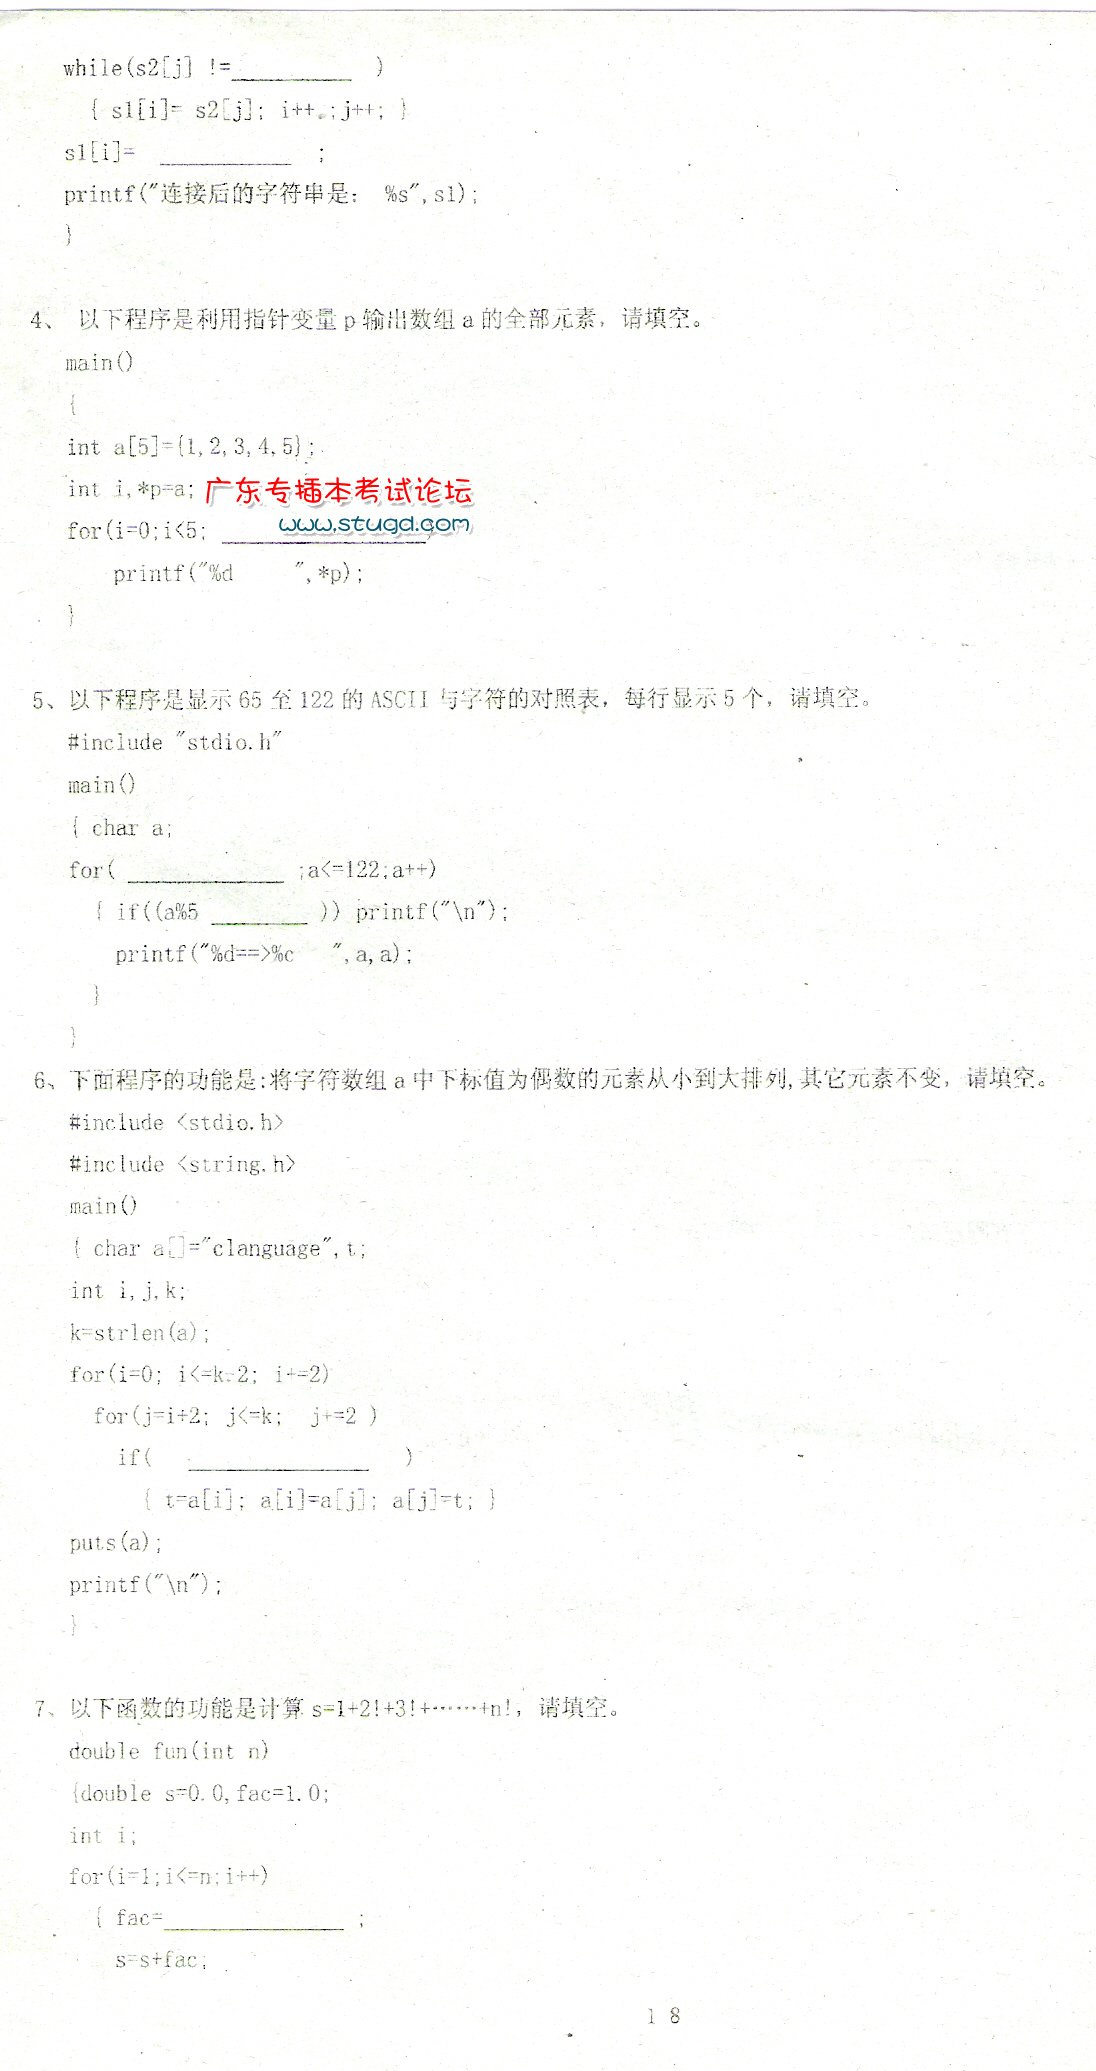 while(s2[j] !=__________ )
{ s1[i]= s2[j]; i++ ;j++; }
s1[i]= ___________ ;
printf("连接后的字符串是: %s",s1);
}
4、 以下程序是利用指针变量 p 输出数组 a 的全部元素，请填空。
main()
{
int a[5]={1,2,3,4,5};
int i,*p=a;
广东专插本考试论坛
www.stugd.com
for(i=0;i<5; _________________)
printf("%d ",*p);
}
5、以下程序是显示 65 至 122 的 ASCII 与字符的对照表，每行显示 5 个，请填空。
#include "stdio.h"
main()
{ char a;
for( _____________ ;a<=122;a++)
{ if((a%5 ________ )) printf("\n");
printf("%d==>%c ",a,a);
}
}
6、下面程序的功能是:将字符数组 a 中下标值为偶数的元素从小到大排列,其它元素不变，请填空。
#include <stdio.h>
#include <string.h>
main()
{ char a[]="clanguage",t;
int i,j,k;
k=strlen(a);
for(i=0; i<=k-2; i+=2)
for(j=i+2; j<=k; j+=2 )
if( _______________ )
{ t=a[i]; a[i]=a[j]; a[j]=t; }
puts(a);
printf("\n");
}
7、以下函数的功能是计算 s=1+2!+3!+……+n!，请填空。
double fun(int n)
{double s=0.0,fac=1.0;
int i;
for(i=1;i<=n;i++)
{ fac=_______________ ;
s=s+fac;
18